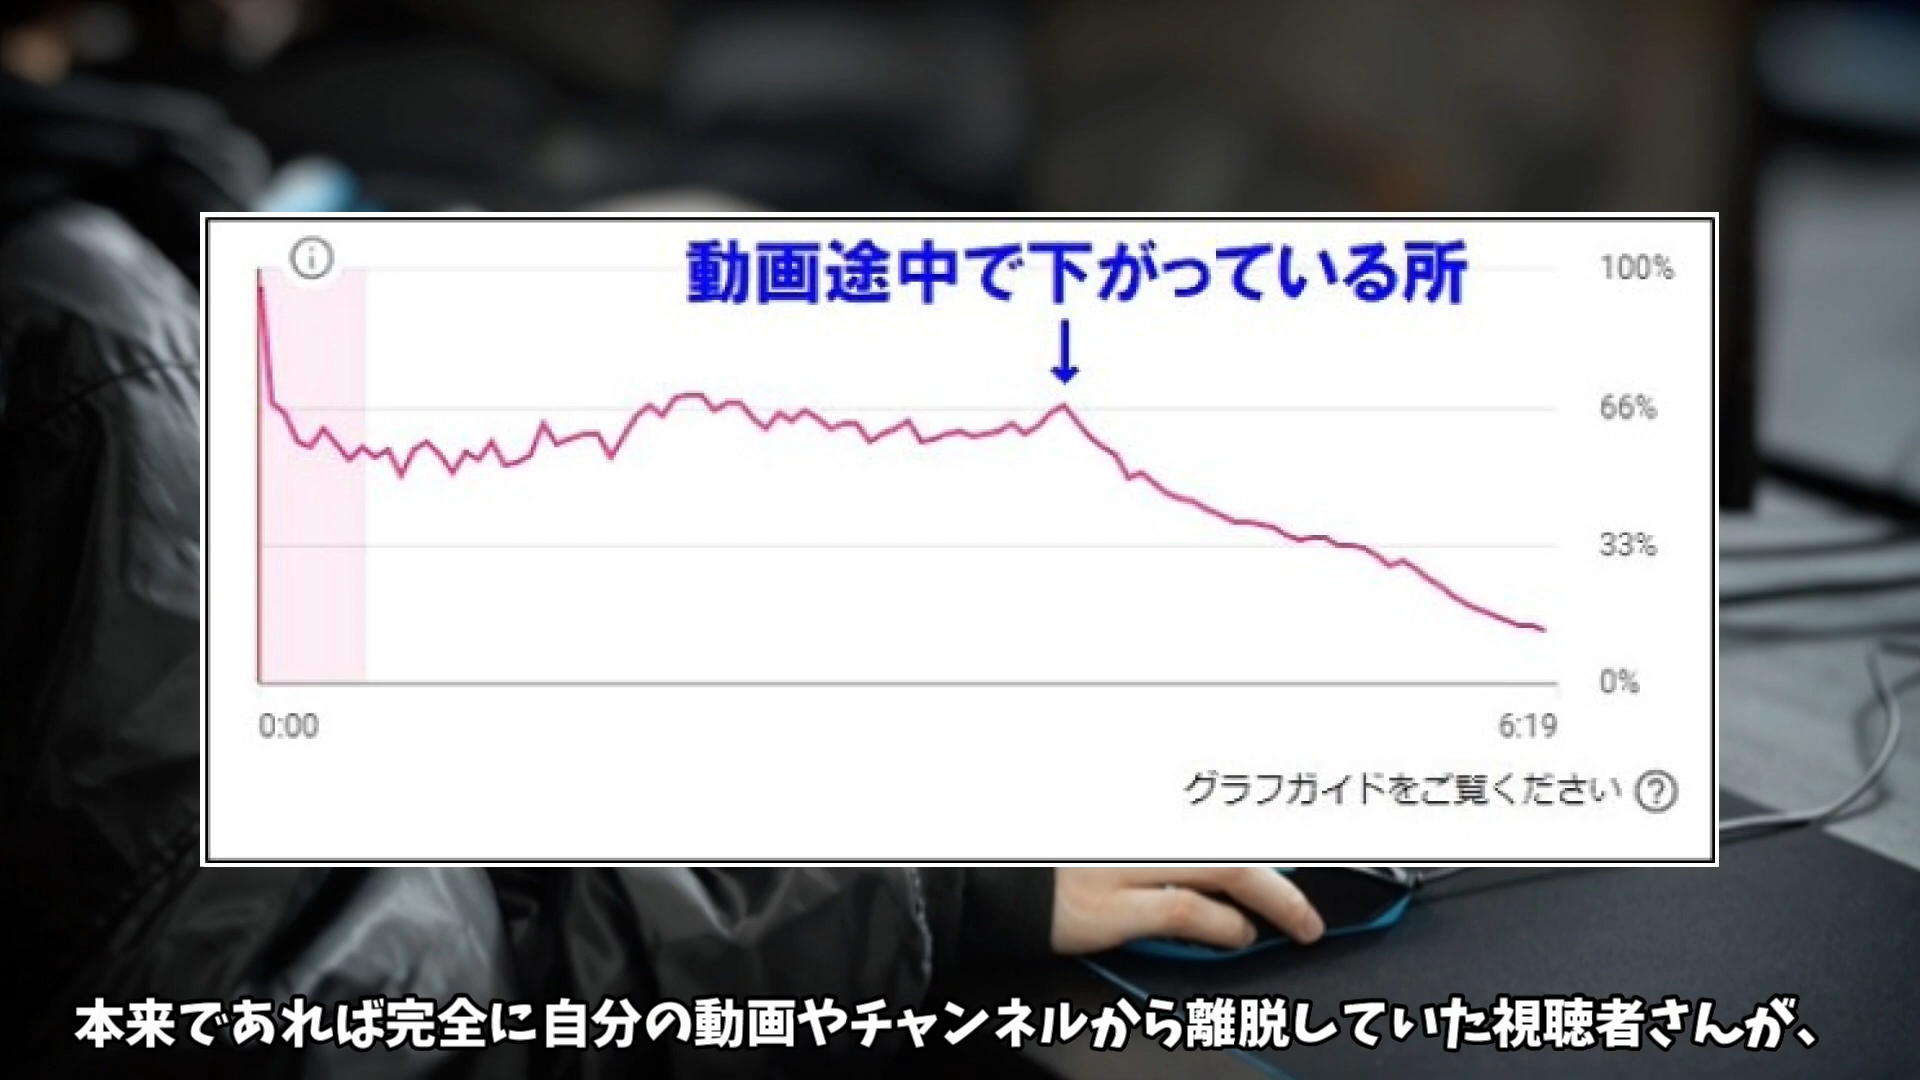 動画途中で下がっている所
100%
66%
33%
0%
0:00
6:19
グラフガイドをご覧ください
本来であれば完全に自分の動画やチャンネルから離脱していた視聴者さんが、